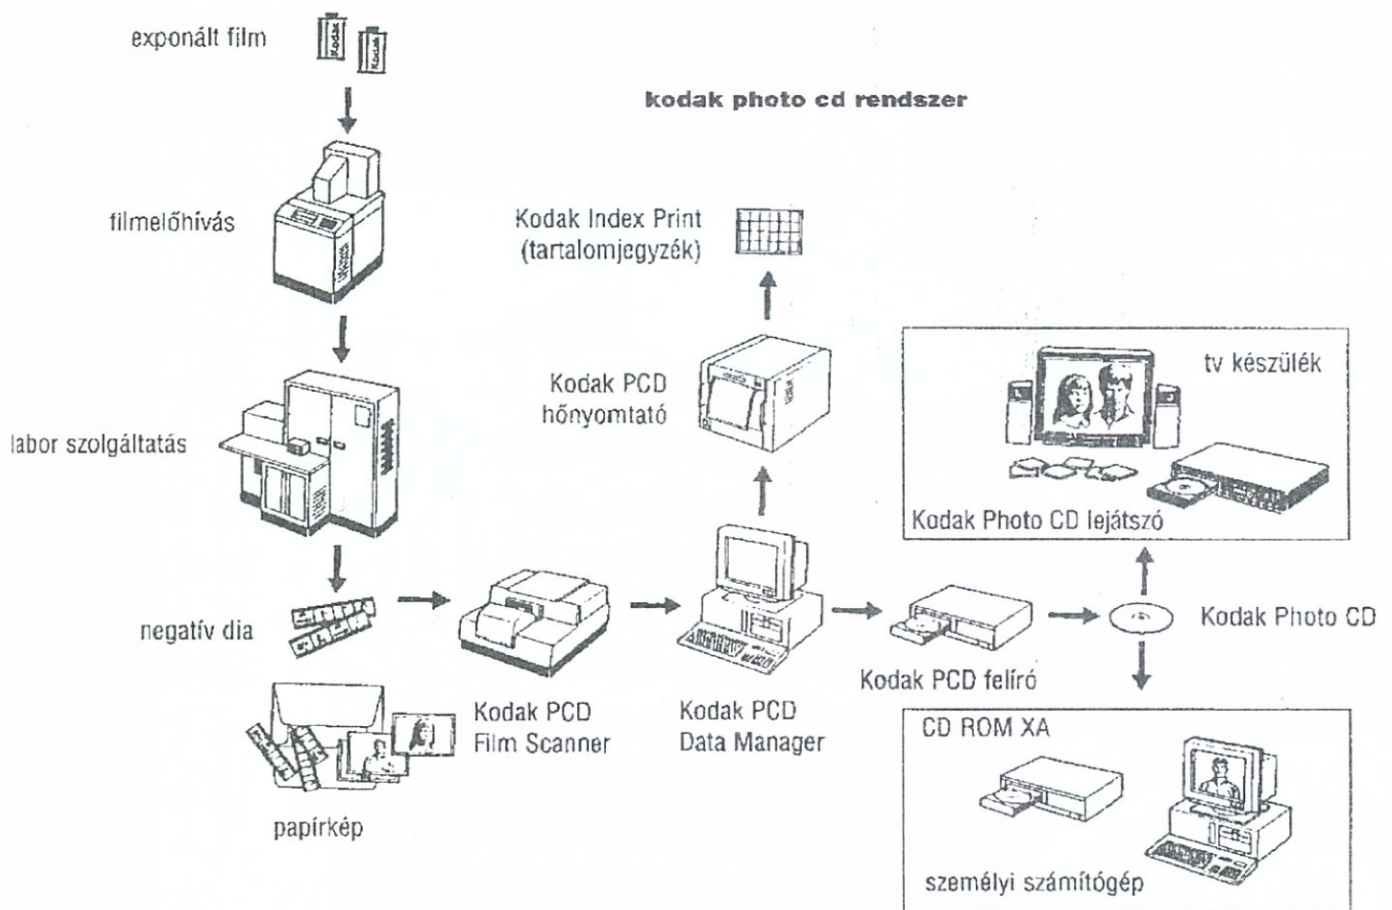 exponált film
Kodak
Kodak
kodak photo cd rendszer
filmelőhívás
Kodak Index Print
(tartalomjegyzék)
Kodak PCD
hőnyomtató
tv készülék
labor szolgáltatás
Kodak Photo CD lejátszó
negatív dia
Kodak Photo CD
Kodak PCD felíró
Kodak PCD
Film Scanner
Kodak PCD
Data Manager
CD ROM XA
papírkép
személyi számítógép